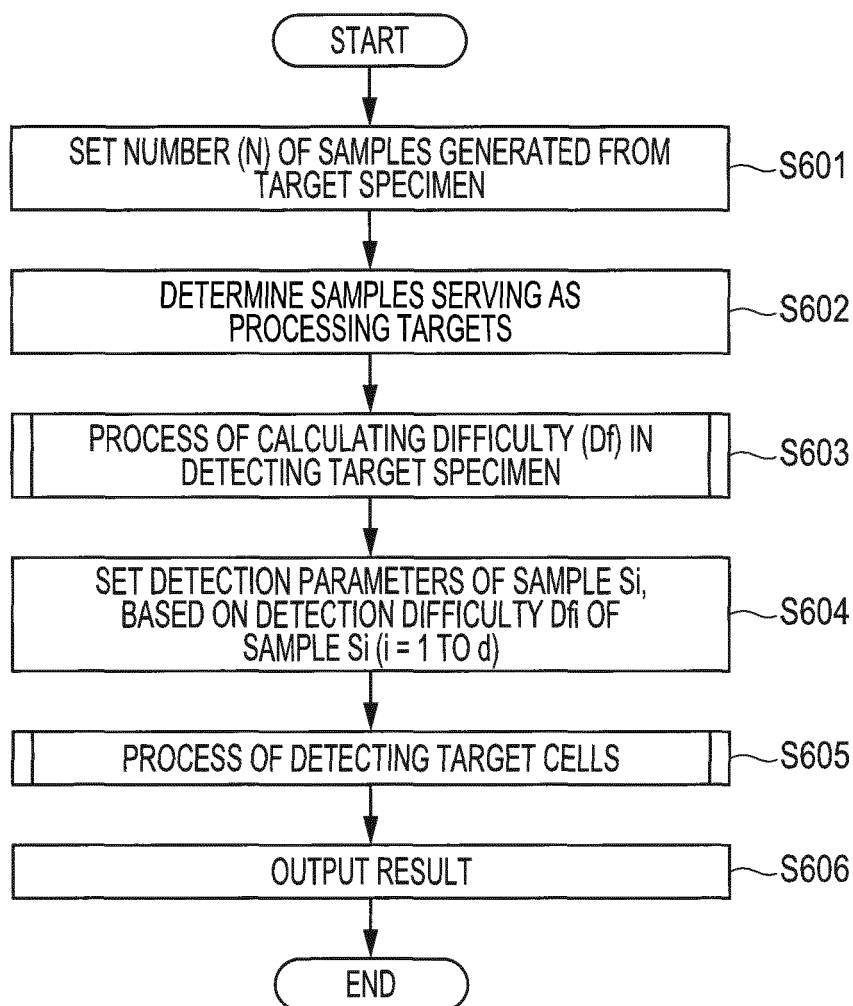 START
SET NUMBER (N) OF SAMPLES GENERATED FROM
TARGET SPECIMEN
S601
DETERMINE SAMPLES SERVING AS
PROCESSING TARGETS
S602
PROCESS OF CALCULATING DIFFICULTY (Df) IN
DETECTING TARGET SPECIMEN
S603
SET DETECTION PARAMETERS OF SAMPLE Si,
BASED ON DETECTION DIFFICULTY Dfi OF
SAMPLE Si (i = 1 TO d)
S604
PROCESS OF DETECTING TARGET CELLS
S605
OUTPUT RESULT
S606
END